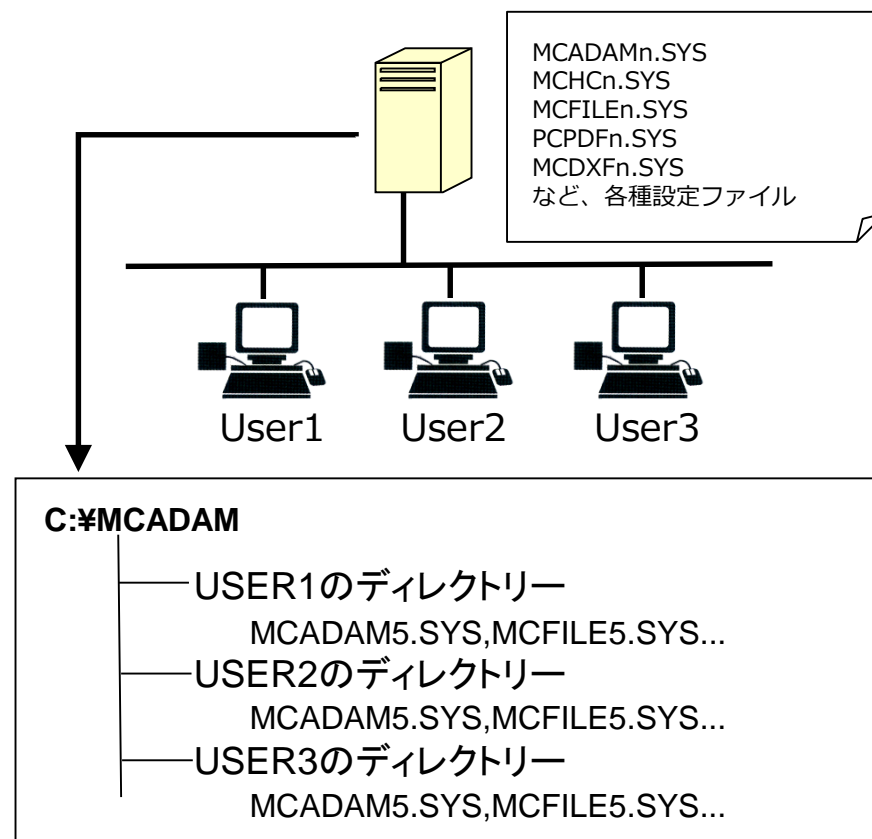 MCADAMn.SYS
MCHCn.SYS
MCFILEn.SYS
PCPDFn.SYS
MCDXFn.SYS
など、各種設定ファイル
User1
User2
User3
C:¥MCADAM
USER1のディレクトリー
MCADAM5.SYS,MCFILE5.SYS...
USER2のディレクトリー
MCADAM5.SYS,MCFILE5.SYS...
USER3のディレクトリー
MCADAM5.SYS,MCFILE5.SYS...